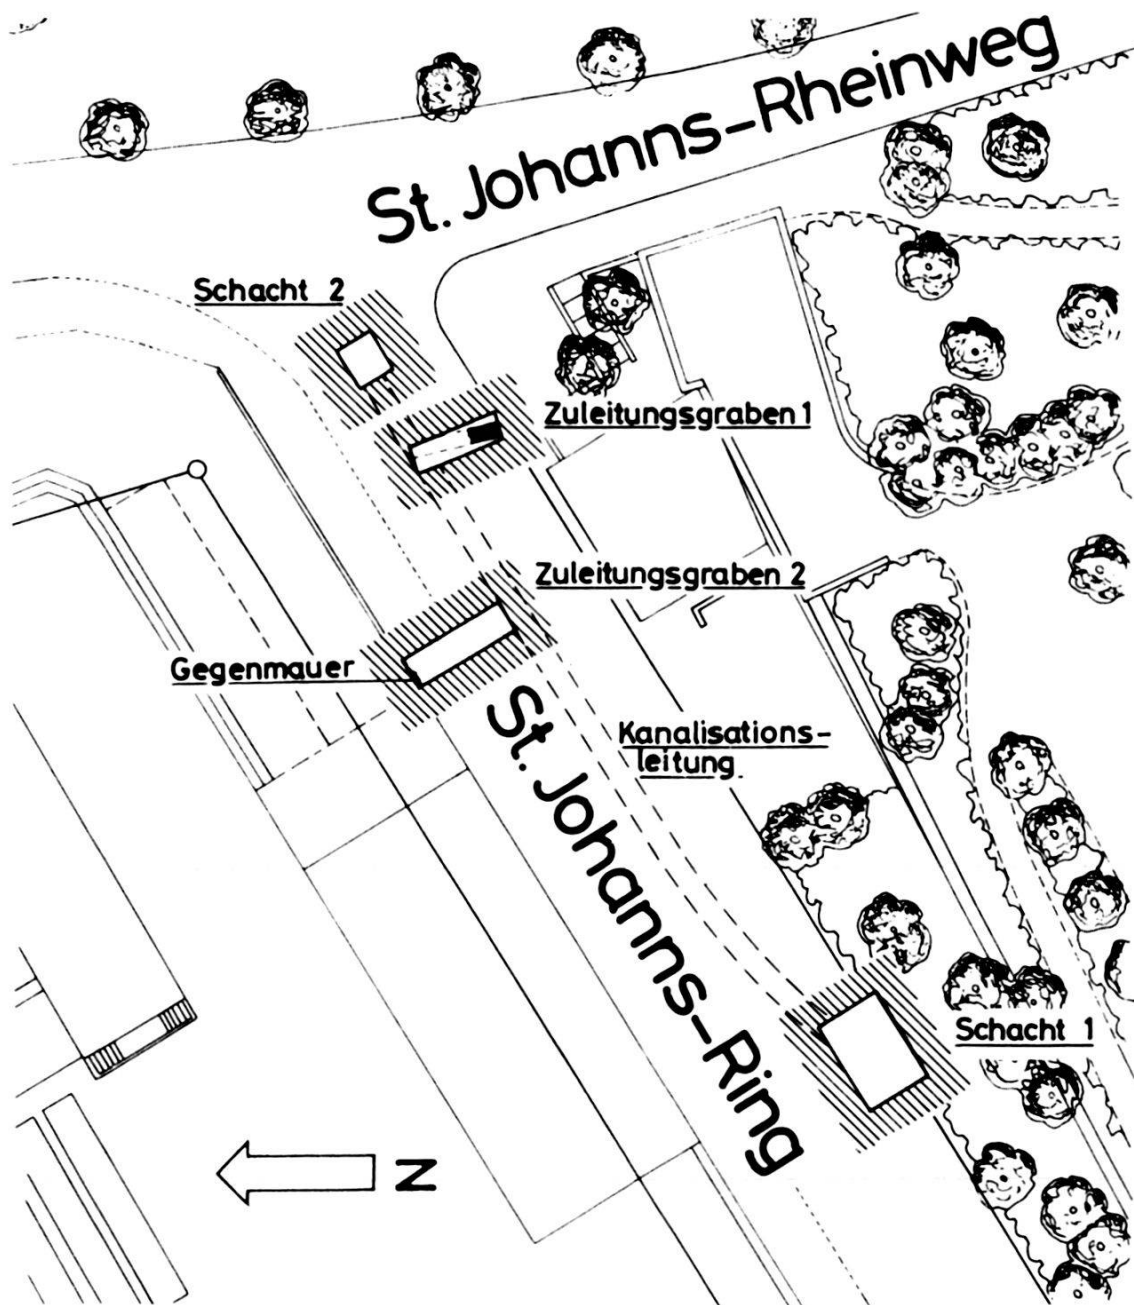 St. Johanns-Rheinweg
Schacht 2
Zuleitungsgraben 1
Zuleitungsgraben 2
Gegenmauer
St. Johanns-Ring
Kanalisations-
leitung
Schacht 1
N